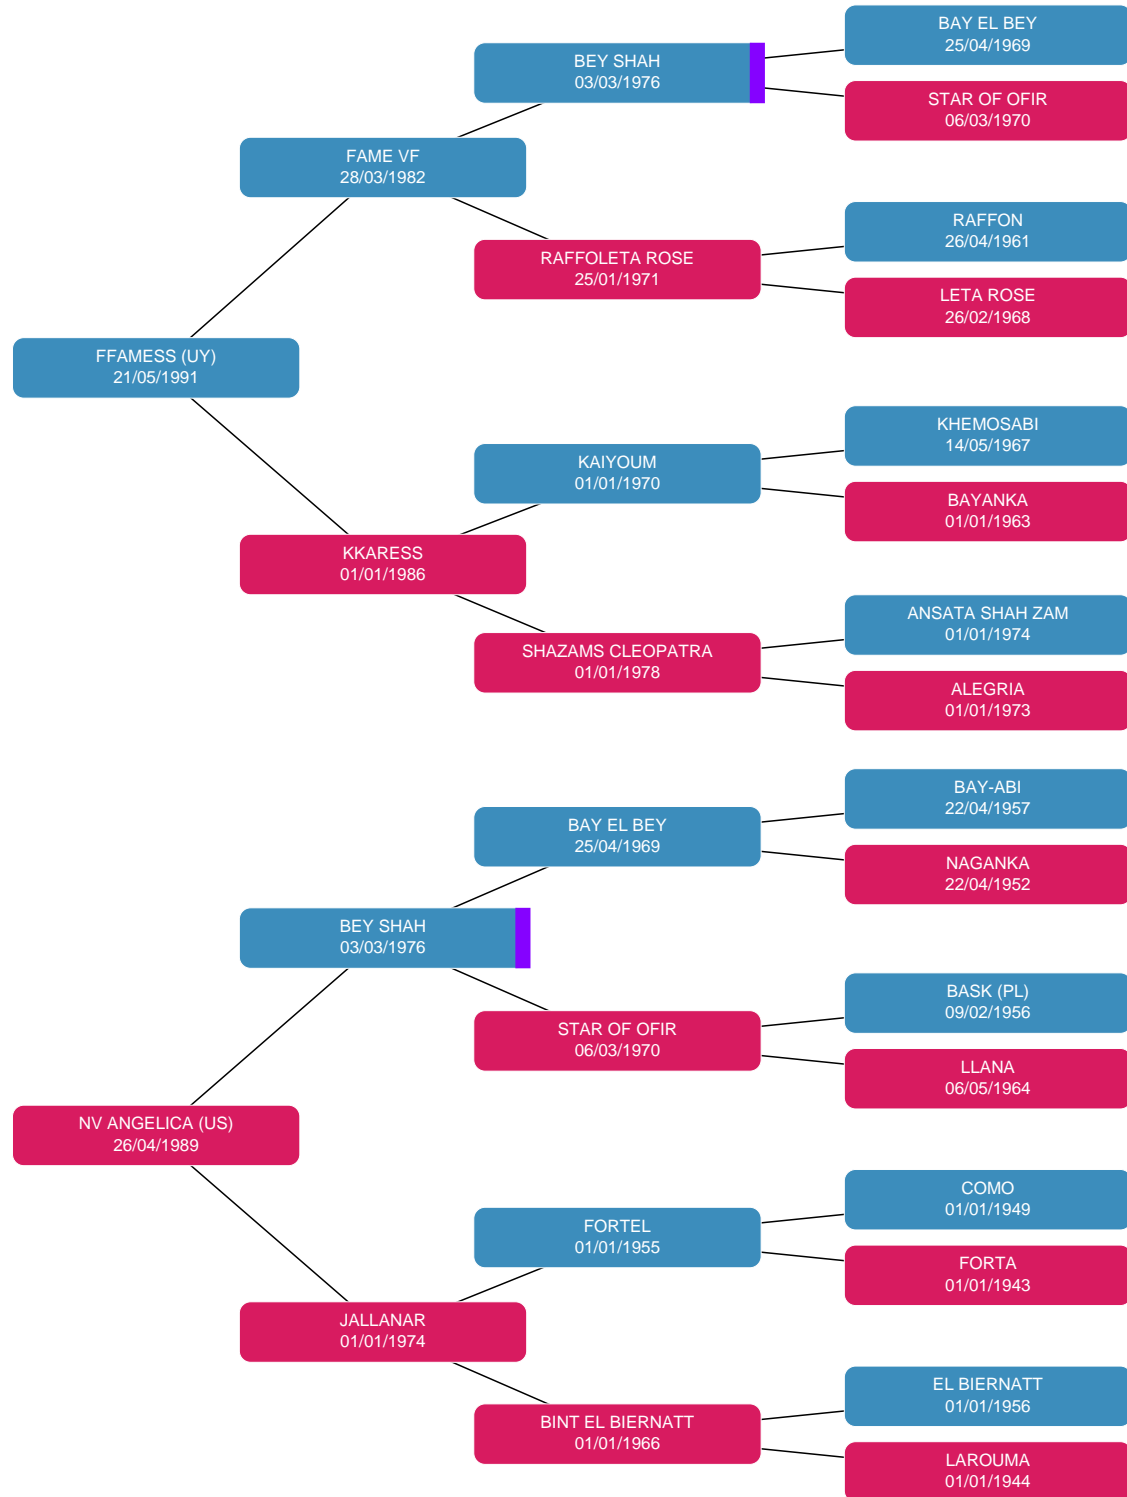 BAY EL BEY
25/04/1969
BEY SHAH
03/03/1976
STAR OF OFIR
06/03/1970
FAME VF
28/03/1982
RAFFON
26/04/1961
RAFFOLETA ROSE
25/01/1971
LETA ROSE
26/02/1968
FFAMESS (UY)
21/05/1991
KHEMOSABI
14/05/1967
KAIYOUM
01/01/1970
BAYANKA
01/01/1963
KKARESS
01/01/1986
ANSATA SHAH ZAM
01/01/1974
SHAZAMS CLEOPATRA
01/01/1978
ALEGRIA
01/01/1973
BAY-ABI
22/04/1957
BAY EL BEY
25/04/1969
NAGANKA
22/04/1952
BEY SHAH
03/03/1976
BASK (PL)
09/02/1956
STAR OF OFIR
06/03/1970
LLANA
06/05/1964
NV ANGELICA (US)
26/04/1989
COMO
01/01/1949
FORTEL
01/01/1955
FORTA
01/01/1943
JALLANAR
01/01/1974
EL BIERNATT
01/01/1956
BINT EL BIERNATT
01/01/1966
LAROUMA
01/01/1944